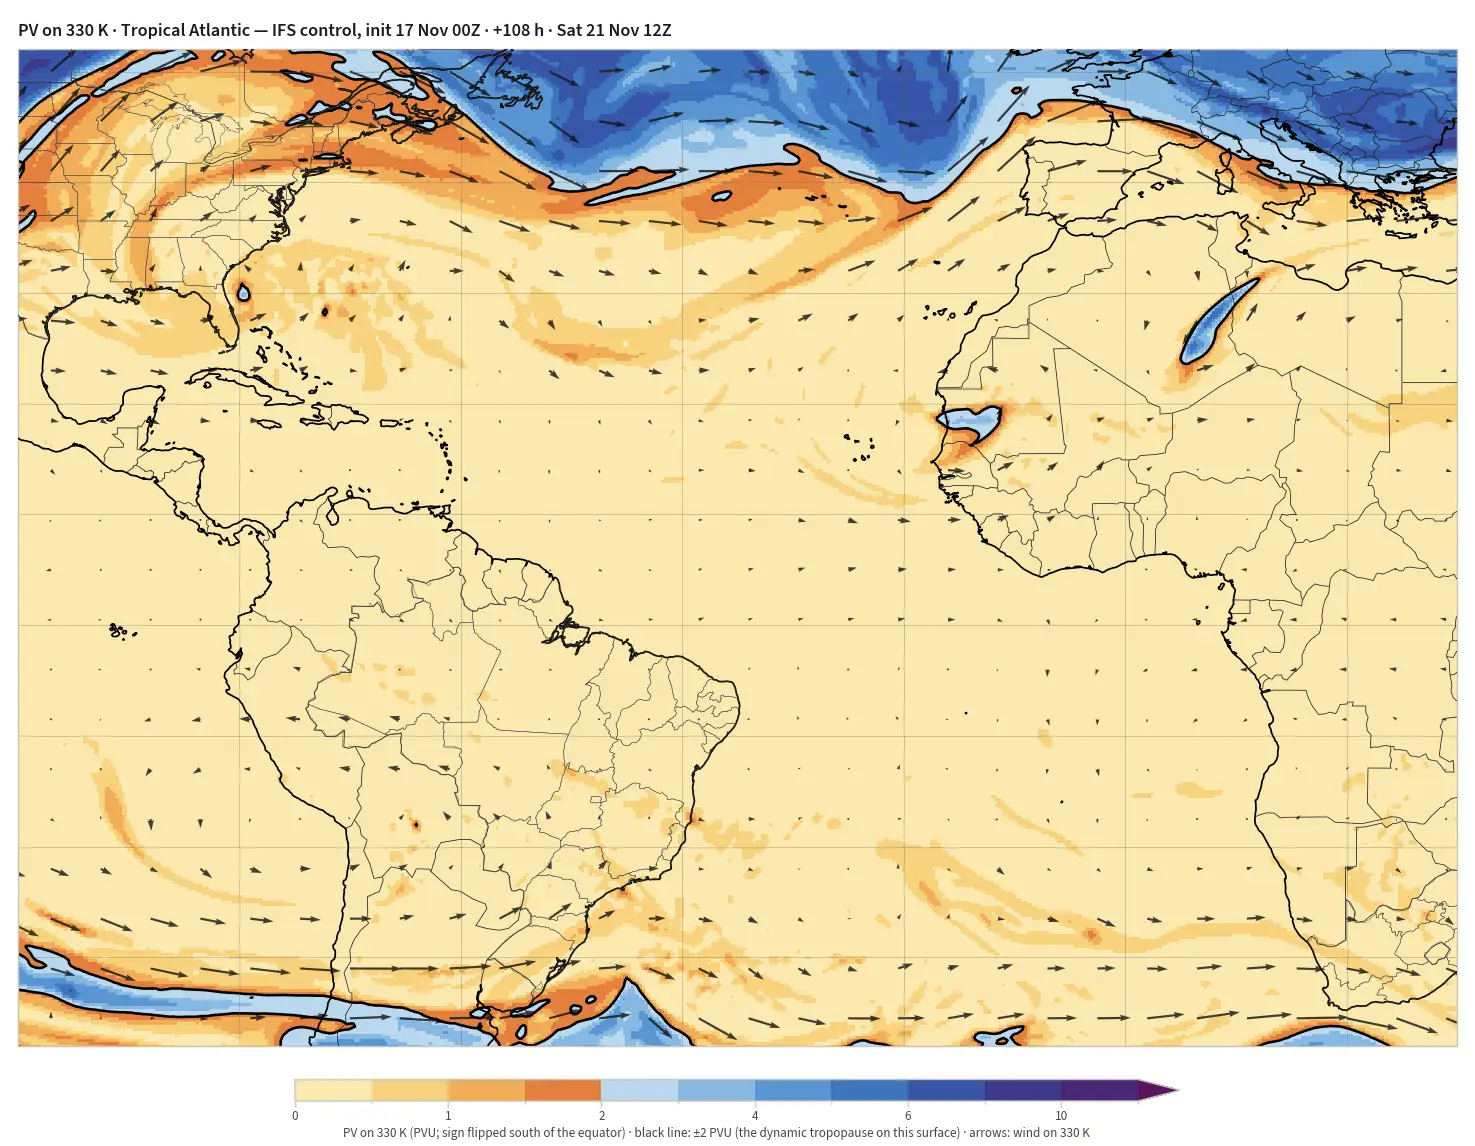 PV on 330 K · Tropical Atlantic — IFS control, init 17 Nov 00Z · +108 h · Sat 21 Nov 12Z
0 1 2 4 6 10
PV on 330 K (PVU; sign flipped south of the equator) · black line: ±2 PVU (the dynamic tropopause on this surface) · arrows: wind on 330 K